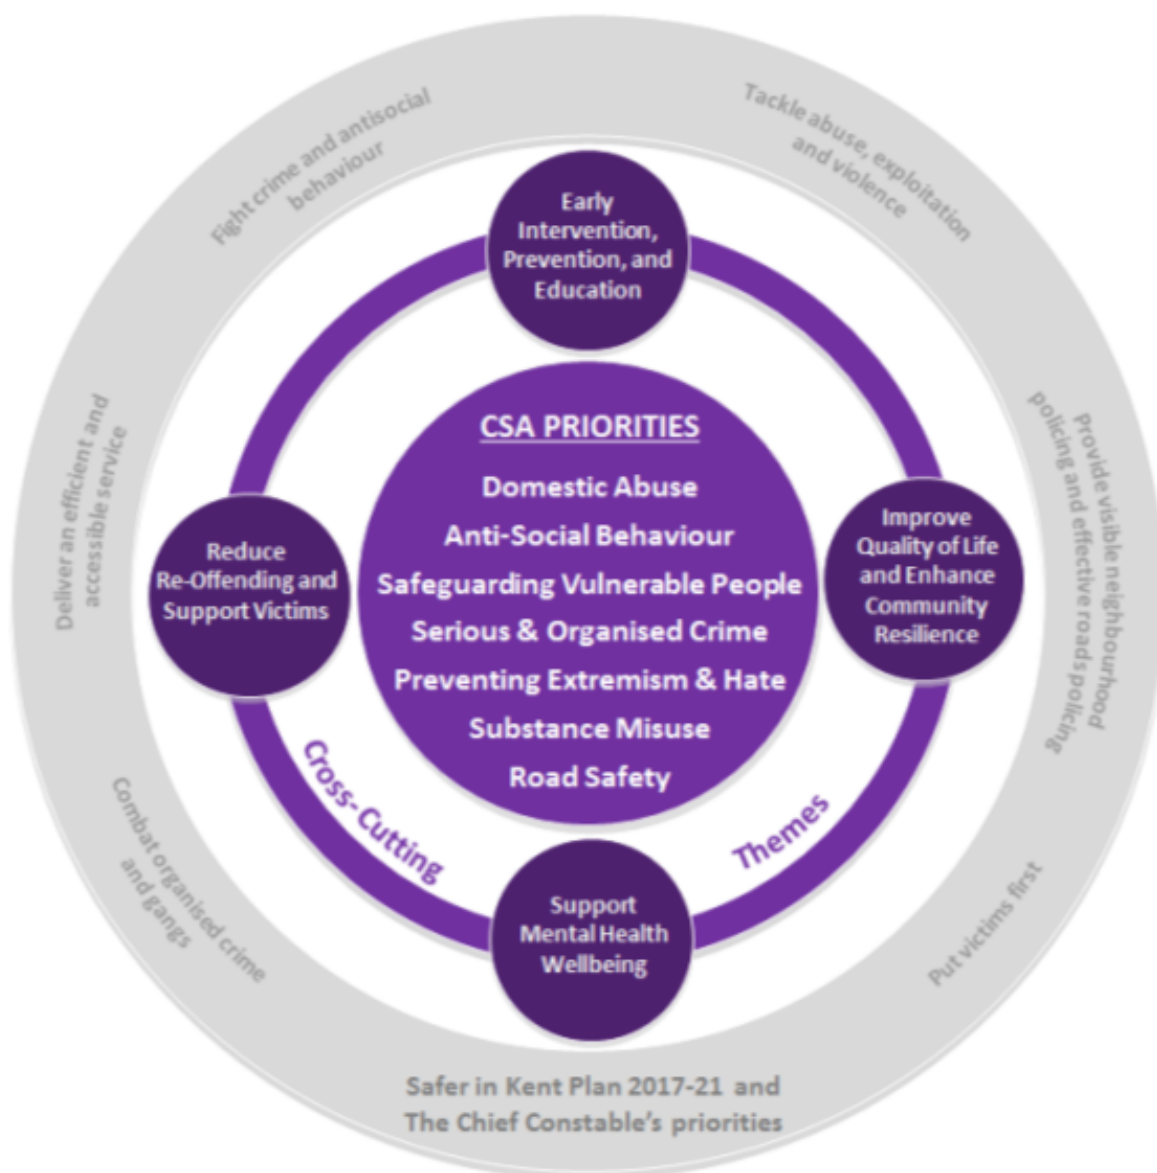 Fight crime and antisocial
behaviour
Tackle abuse, exploitation
and violence
Early
Intervention,
Prevention, and
Education
Deliver an efficient and
accessible service
Provide visible neighbourhood
policing and effective roads policing
CSA PRIORITIES
Domestic Abuse
Anti-Social Behaviour
Safeguarding Vulnerable People
Serious & Organised Crime
Preventing Extremism & Hate
Substance Misuse
Road Safety
Reduce
Re-Offending and
Support Victims
Improve
Quality of Life
and Enhance
Community
Resilience
Cross-Cutting
Themes
Combat organised crime
and gangs
Support
Mental Health
Wellbeing
Put victims first
Safer in Kent Plan 2017-21 and
The Chief Constable's priorities